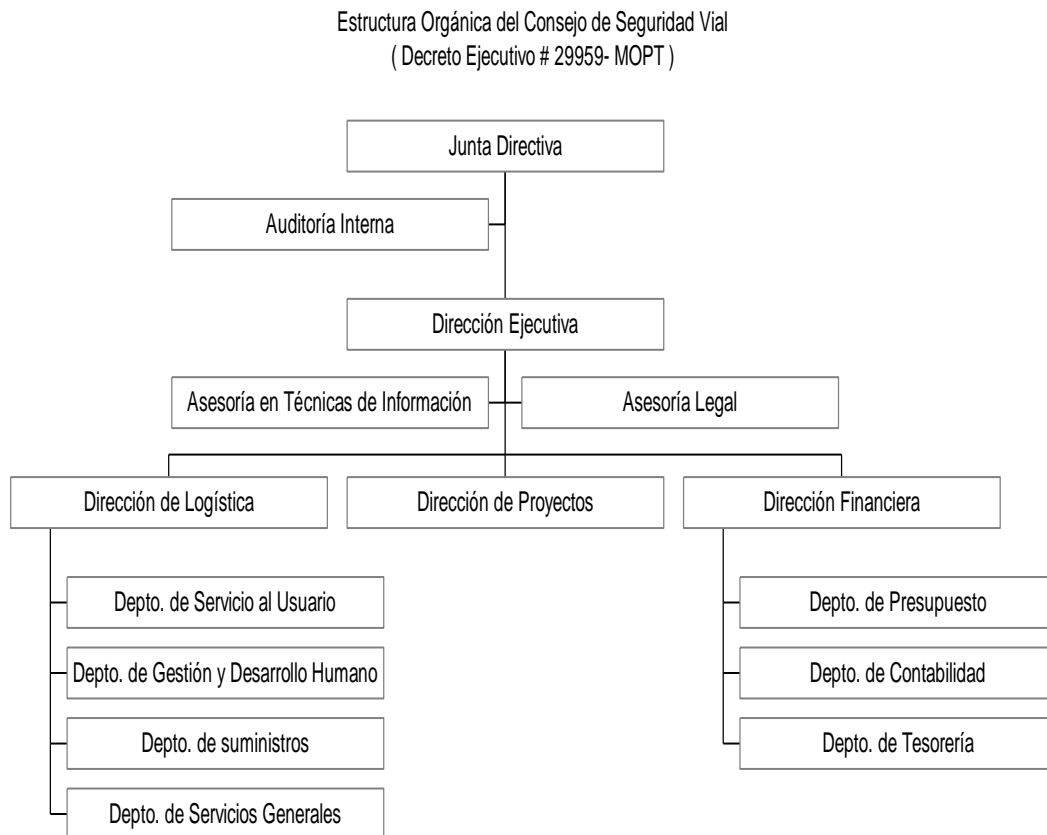 Estructura Orgánica del Consejo de Seguridad Vial
( Decreto Ejecutivo # 29959- MOPT )
Junta Directiva
Auditoría Interna
Dirección Ejecutiva
Asesoría en Técnicas de Información
Asesoría Legal
Dirección de Logística
Dirección de Proyectos
Dirección Financiera
Depto. de Servicio al Usuario
Depto. de Gestión y Desarrollo Humano
Depto. de suministros
Depto. de Servicios Generales
Depto. de Presupuesto
Depto. de Contabilidad
Depto. de Tesorería